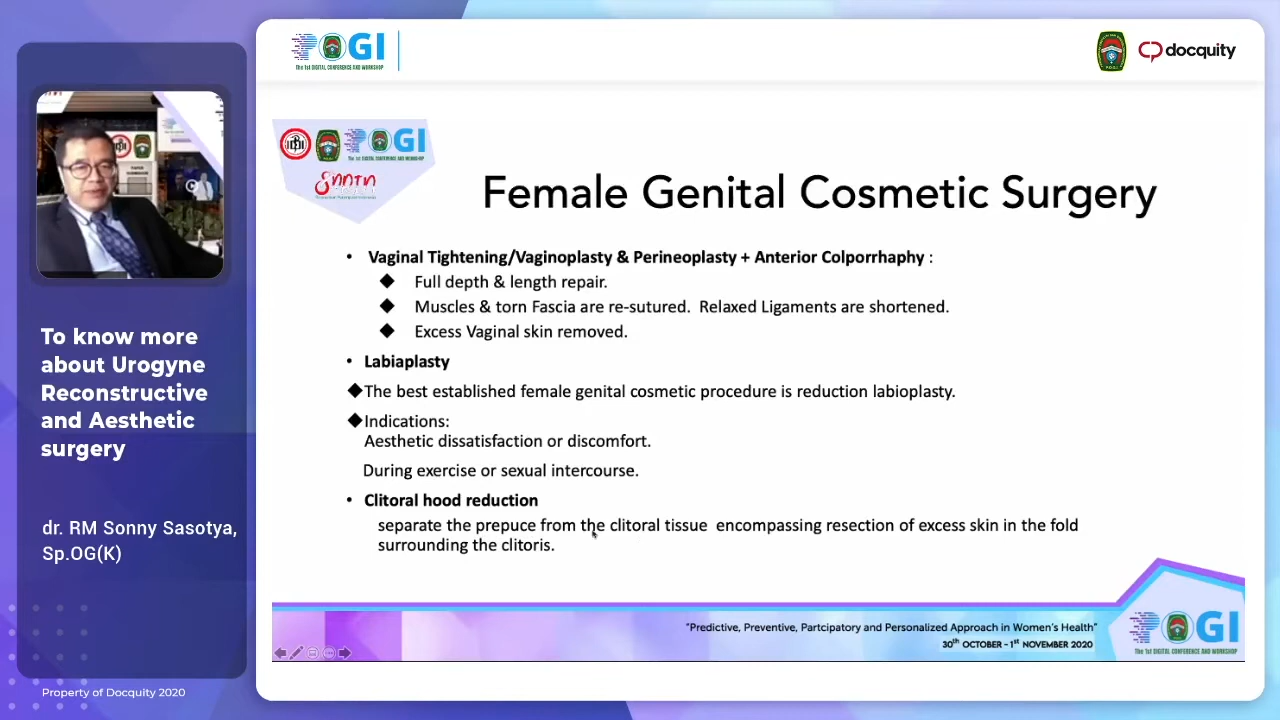 POGI
The 1st DIGITAL CONFERENCE AND WORKSHOP
docquity
POGI
The 1st DIGITAL CONFERENCE AND WORKSHOP
Female Genital Cosmetic Surgery
• Vaginal Tightening/Vaginoplasty & Perineoplasty + Anterior Colporrhaphy :
◆ Full depth & length repair.
◆ Muscles & torn Fascia are re-sutured. Relaxed Ligaments are shortened.
◆ Excess Vaginal skin removed.
• Labiaplasty
◆The best established female genital cosmetic procedure is reduction labioplasty.
◆Indications:
Aesthetic dissatisfaction or discomfort.
During exercise or sexual intercourse.
• Clitoral hood reduction
separate the prepuce from the clitoral tissue encompassing resection of excess skin in the fold
surrounding the clitoris.
To know more
about Urogyne
Reconstructive
and Aesthetic
surgery
dr. RM Sonny Sasotya,
Sp.OG(K)
"Predictive, Preventive, Partcipatory and Personalized Approach in Women's Health"
30th OCTOBER - 1st NOVEMBER 2020
POGI
The 1st DIGITAL CONFERENCE AND WORKSHOP
Property of Docquity 2020